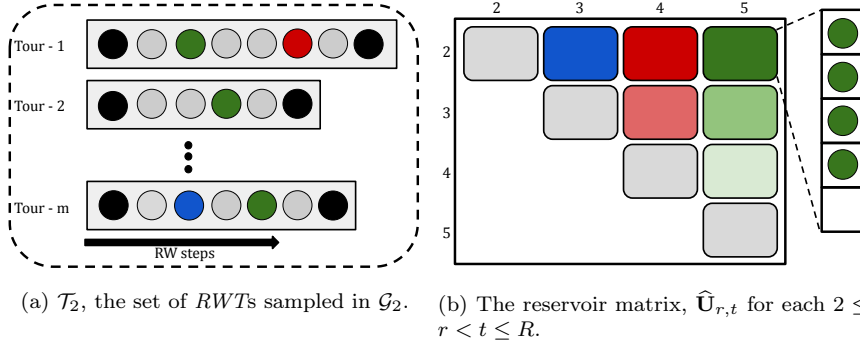 2 3 4 5
Tour - 1
2
Tour - 2
3
4
Tour - m
5
RW steps
(a) 𝒯₂, the set of RWTs sampled in 𝒢₂.
(b) The reservoir matrix, Û_{r,t} for each 2 ≤
r < t ≤ R.